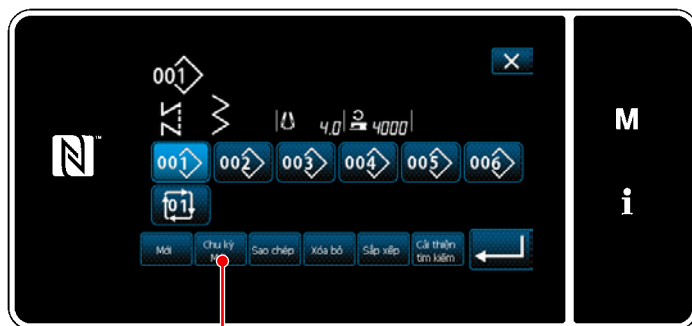 001
4.0 4000
M
001 002 003 004 005 006
01
i
Mới Chu kỳ Sao chép Xóa bỏ Sắp xếp Cải thiện
tìm kiếm